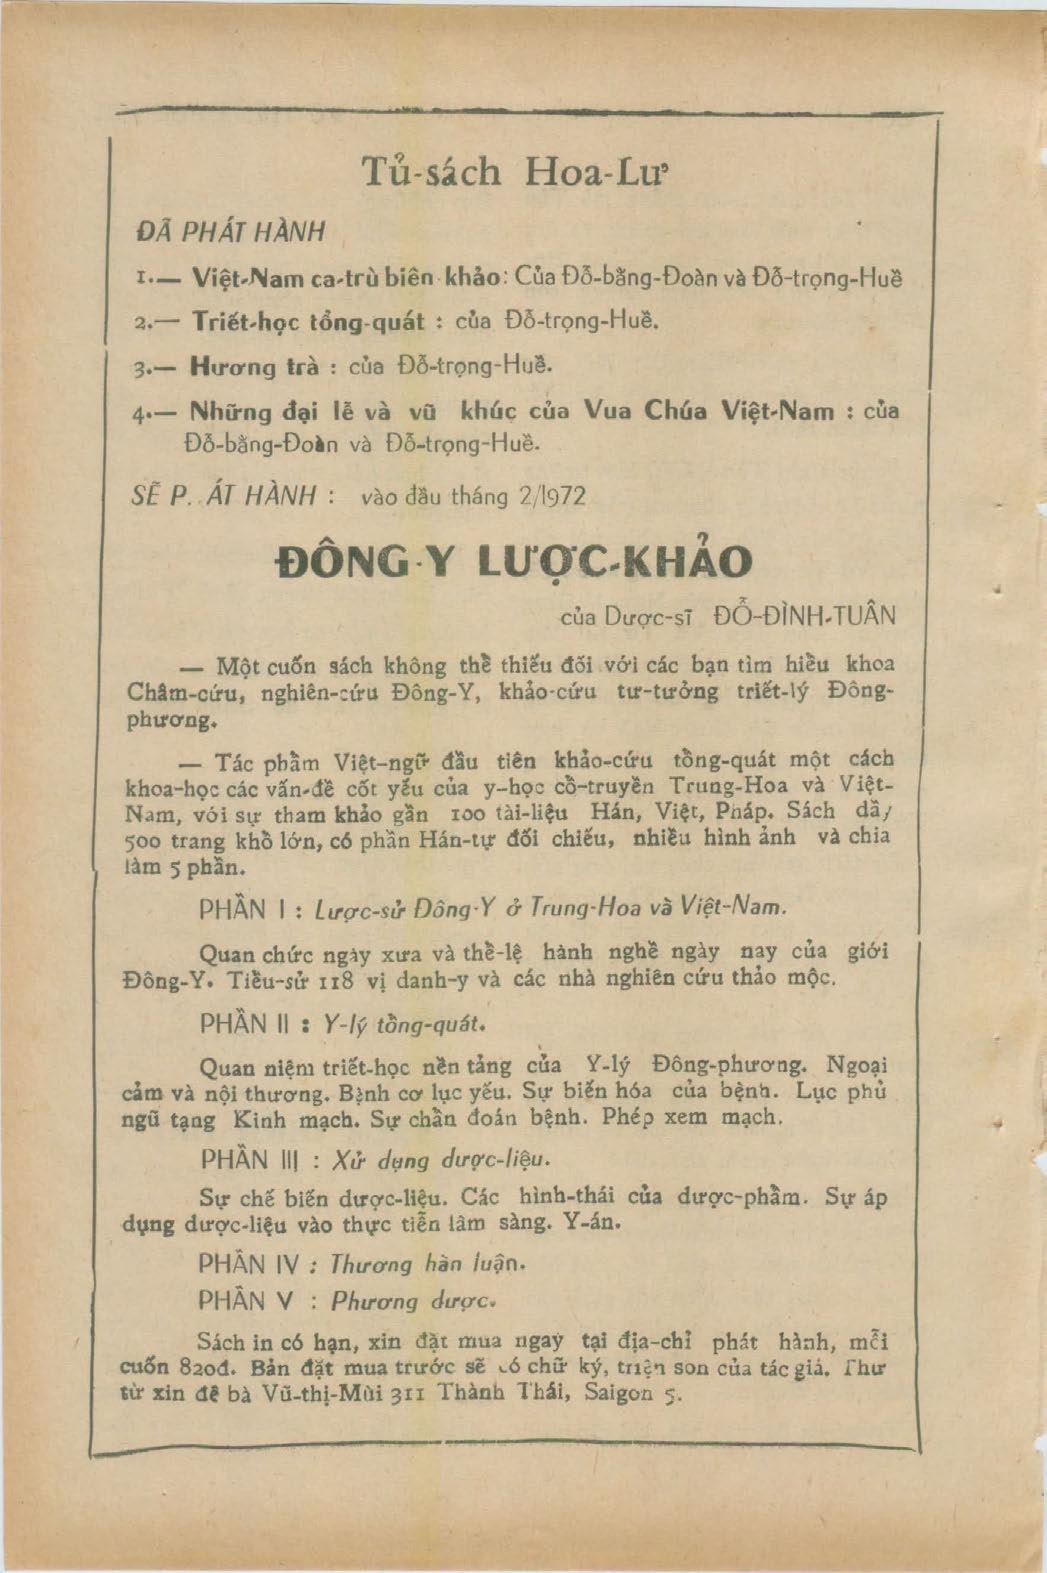 Tủ-sách Hoa-Lư
ĐÃ PHÁT HÀNH
1.— Việt-Nam ca-trù biên khảo: Của Đỗ-bằng-Đoàn và Đỗ-trọng-Huề
2.— Triết-học tổng-quát : của Đỗ-trọng-Huề.
3.— Hương trà : của Đỗ-trọng-Huề.
4.— Những đại lễ và vũ khúc của Vua Chúa Việt-Nam : của
Đỗ-bằng-Đoàn và Đỗ-trọng-Huề.
SẼ P. ÁT HÀNH : vào đầu tháng 2/1972
ĐÔNG-Y LƯỢC-KHẢO
của Dược-sĩ ĐỖ-ĐÌNH-TUÂN
— Một cuốn sách không thể thiếu đối với các bạn tìm hiểu khoa
Châm-cứu, nghiên-cứu Đông-Y, khảo-cứu tư-tưởng triết-lý Đông-
phương.
— Tác phẩm Việt-ngữ đầu tiên khảo-cứu tổng-quát một cách
khoa-học các vấn-đề cốt yếu của y-học cổ-truyền Trung-Hoa và Việt-
Nam, với sự tham khảo gần 100 tài-liệu Hán, Việt, Pháp. Sách dầy
500 trang khổ lớn, có phần Hán-tự đối chiếu, nhiều hình ảnh và chia
làm 5 phần.
PHẦN I : Lược-sử Đông-Y ở Trung-Hoa và Việt-Nam.
Quan chức ngày xưa và thể-lệ hành nghề ngày nay của giới
Đông-Y. Tiểu-sử 118 vị danh-y và các nhà nghiên cứu thảo mộc.
PHẦN II : Y-lý tổng-quát.
Quan niệm triết-học nền tảng của Y-lý Đông-phương. Ngoại
cảm và nội thương. Bệnh cơ lục yếu. Sự biến hóa của bệnh. Lục phủ
ngũ tạng Kinh mạch. Sự chẩn đoán bệnh. Phép xem mạch.
PHẦN III : Xử dụng dược-liệu.
Sự chế biến dược-liệu. Các hình-thái của dược-phẩm. Sự áp
dụng dược-liệu vào thực tiễn lâm sàng. Y-án.
PHẦN IV : Thương hàn luận.
PHẦN V : Phương dược.
Sách in có hạn, xin đặt mua ngay tại địa-chỉ phát hành, mỗi
cuốn 820đ. Bản đặt mua trước sẽ có chữ ký, triện son của tác giả. Thư
từ xin đề bà Vũ-thị-Mùi 311 Thành Thái, Saigon 5.